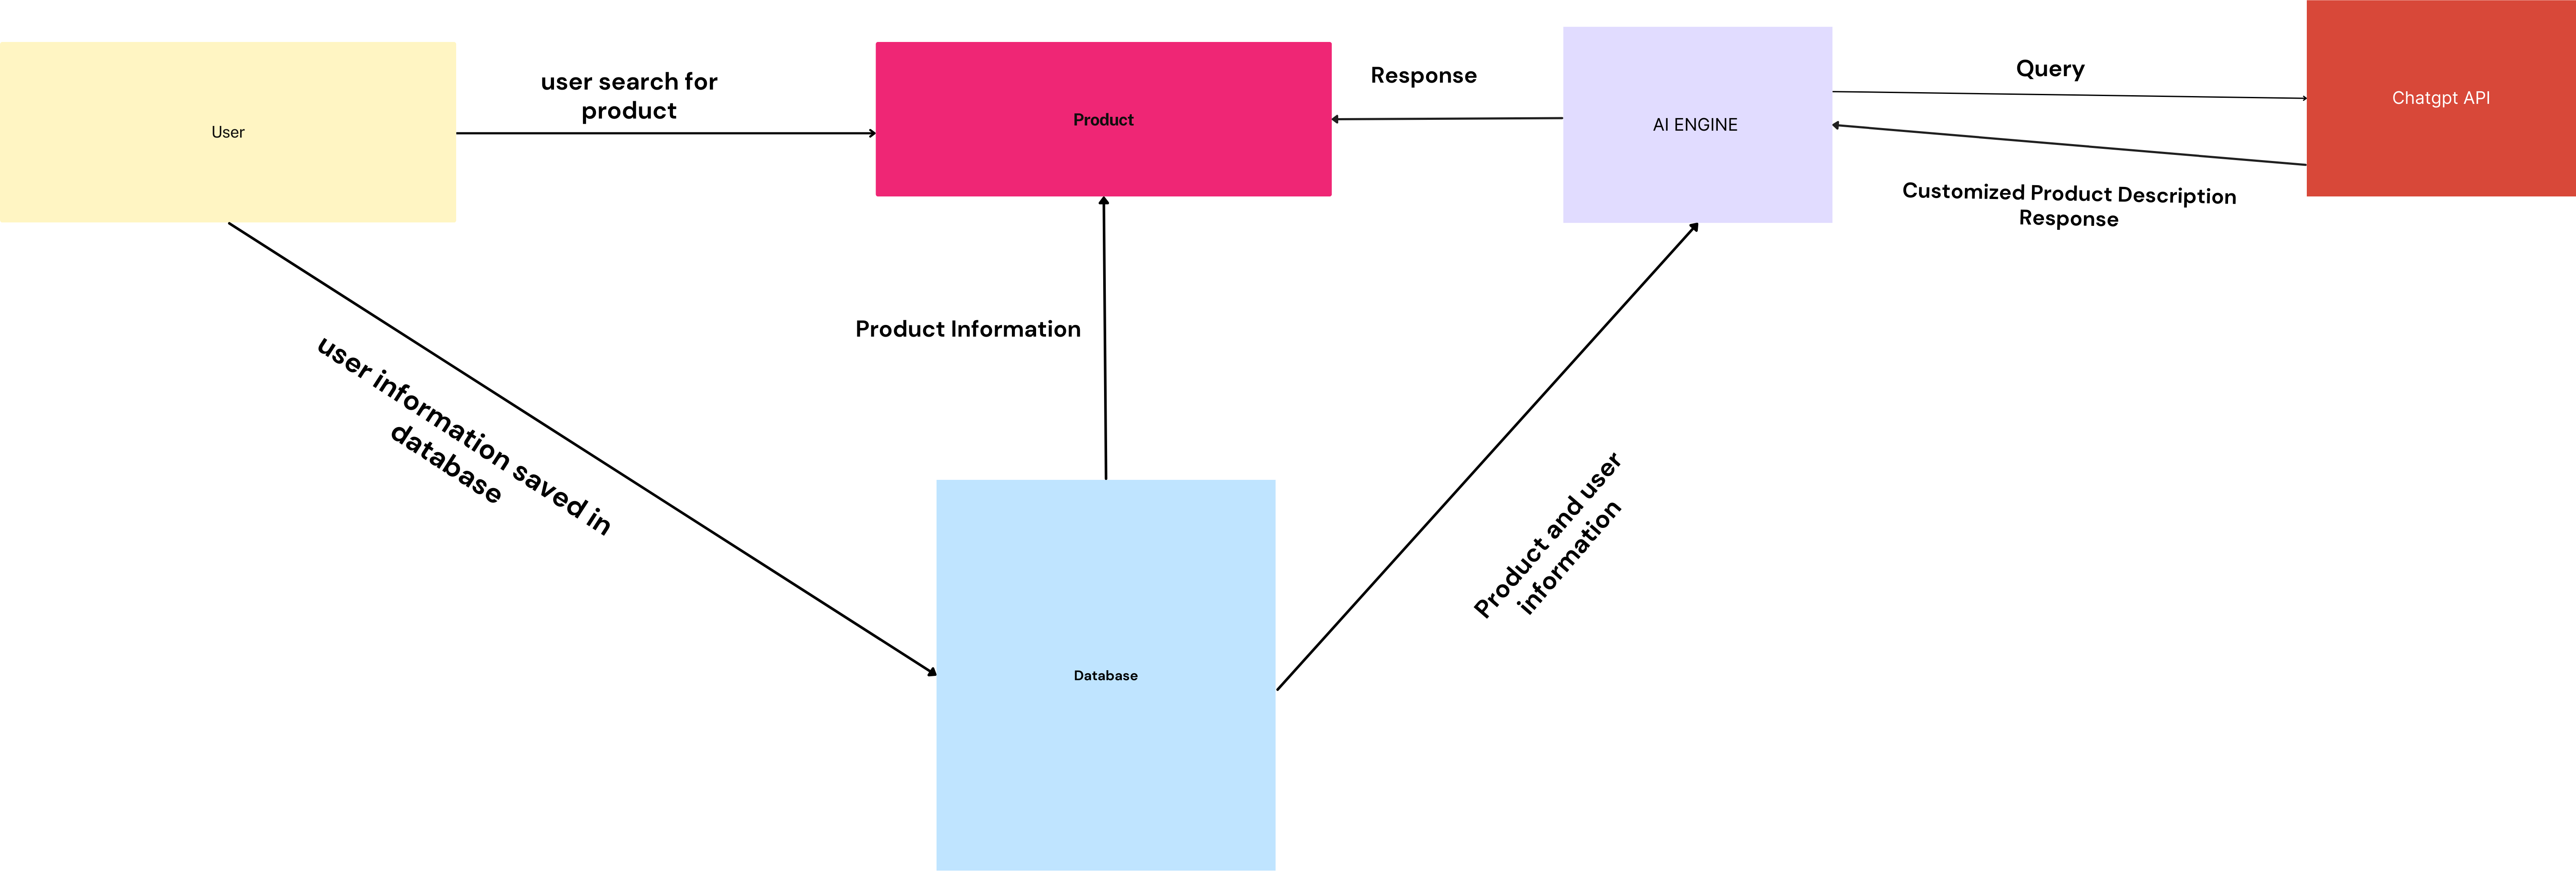 user search for
product
User
Product
Response
AI ENGINE
Query
Chatgpt API
Customized Product Description
Response
Product Information
user information saved in
database
Product and user
information
Database